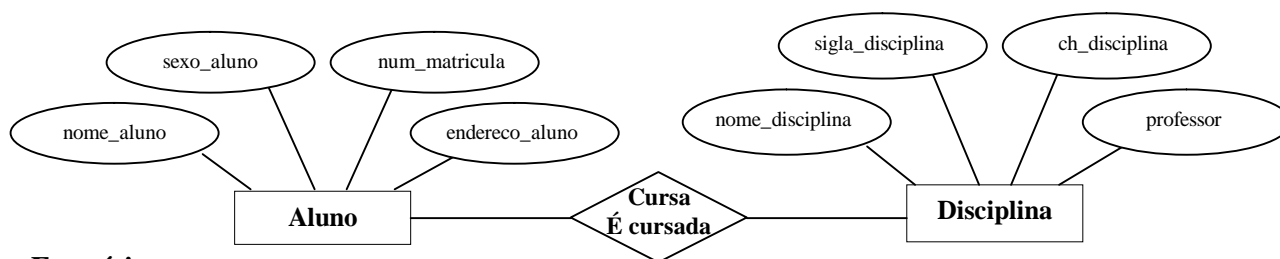 sigla_disciplina
ch_disciplina
sexo_aluno
num_matricula
nome_aluno
endereco_aluno
nome_disciplina
professor
Aluno
Cursa
É cursada
Disciplina